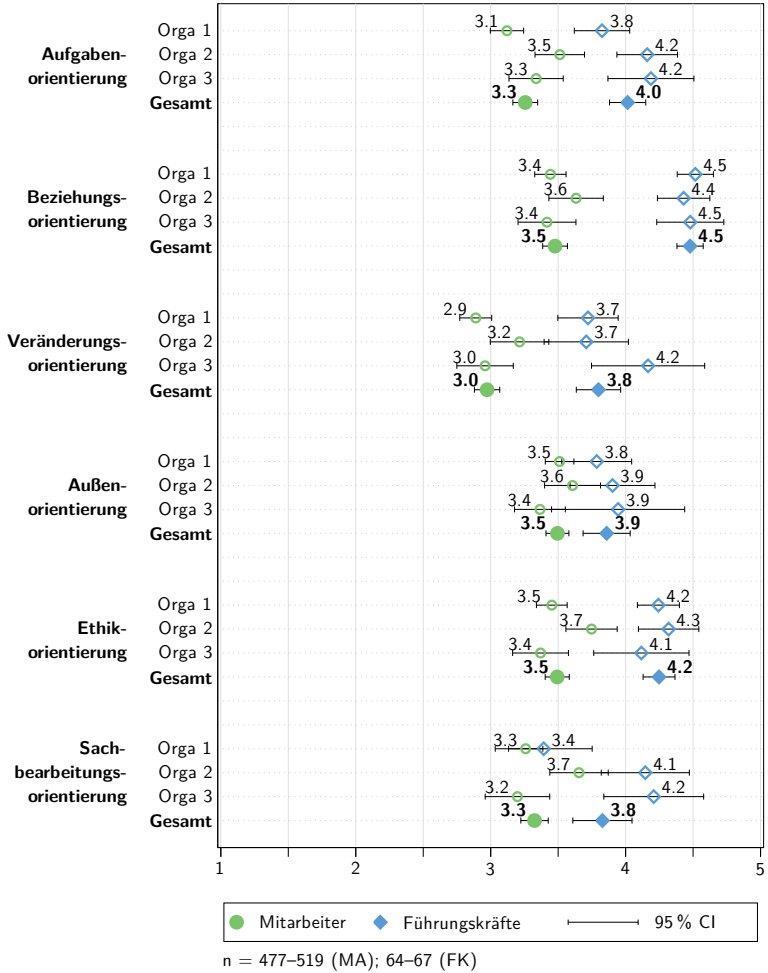 Aufgaben-
orientierung
Orga 1 3.1 3.8
Orga 2 3.5 4.2
Orga 3 3.3 4.2
Gesamt 3.3 4.0
Beziehungs-
orientierung
Orga 1 3.4 4.5
Orga 2 3.6 4.4
Orga 3 3.4 4.5
Gesamt 3.5 4.5
Veränderungs-
orientierung
Orga 1 2.9 3.7
Orga 2 3.2 3.7
Orga 3 3.0 4.2
Gesamt 3.0 3.8
Außen-
orientierung
Orga 1 3.5 3.8
Orga 2 3.6 3.9
Orga 3 3.4 3.9
Gesamt 3.5 3.9
Ethik-
orientierung
Orga 1 3.5 4.2
Orga 2 3.7 4.3
Orga 3 3.4 4.1
Gesamt 3.5 4.2
Sach-
bearbeitungs-
orientierung
Orga 1 3.3 3.4
Orga 2 3.7 4.1
Orga 3 3.2 4.2
Gesamt 3.3 3.8
1 2 3 4 5
Mitarbeiter Führungskräfte 95 % CI
n = 477–519 (MA); 64–67 (FK)